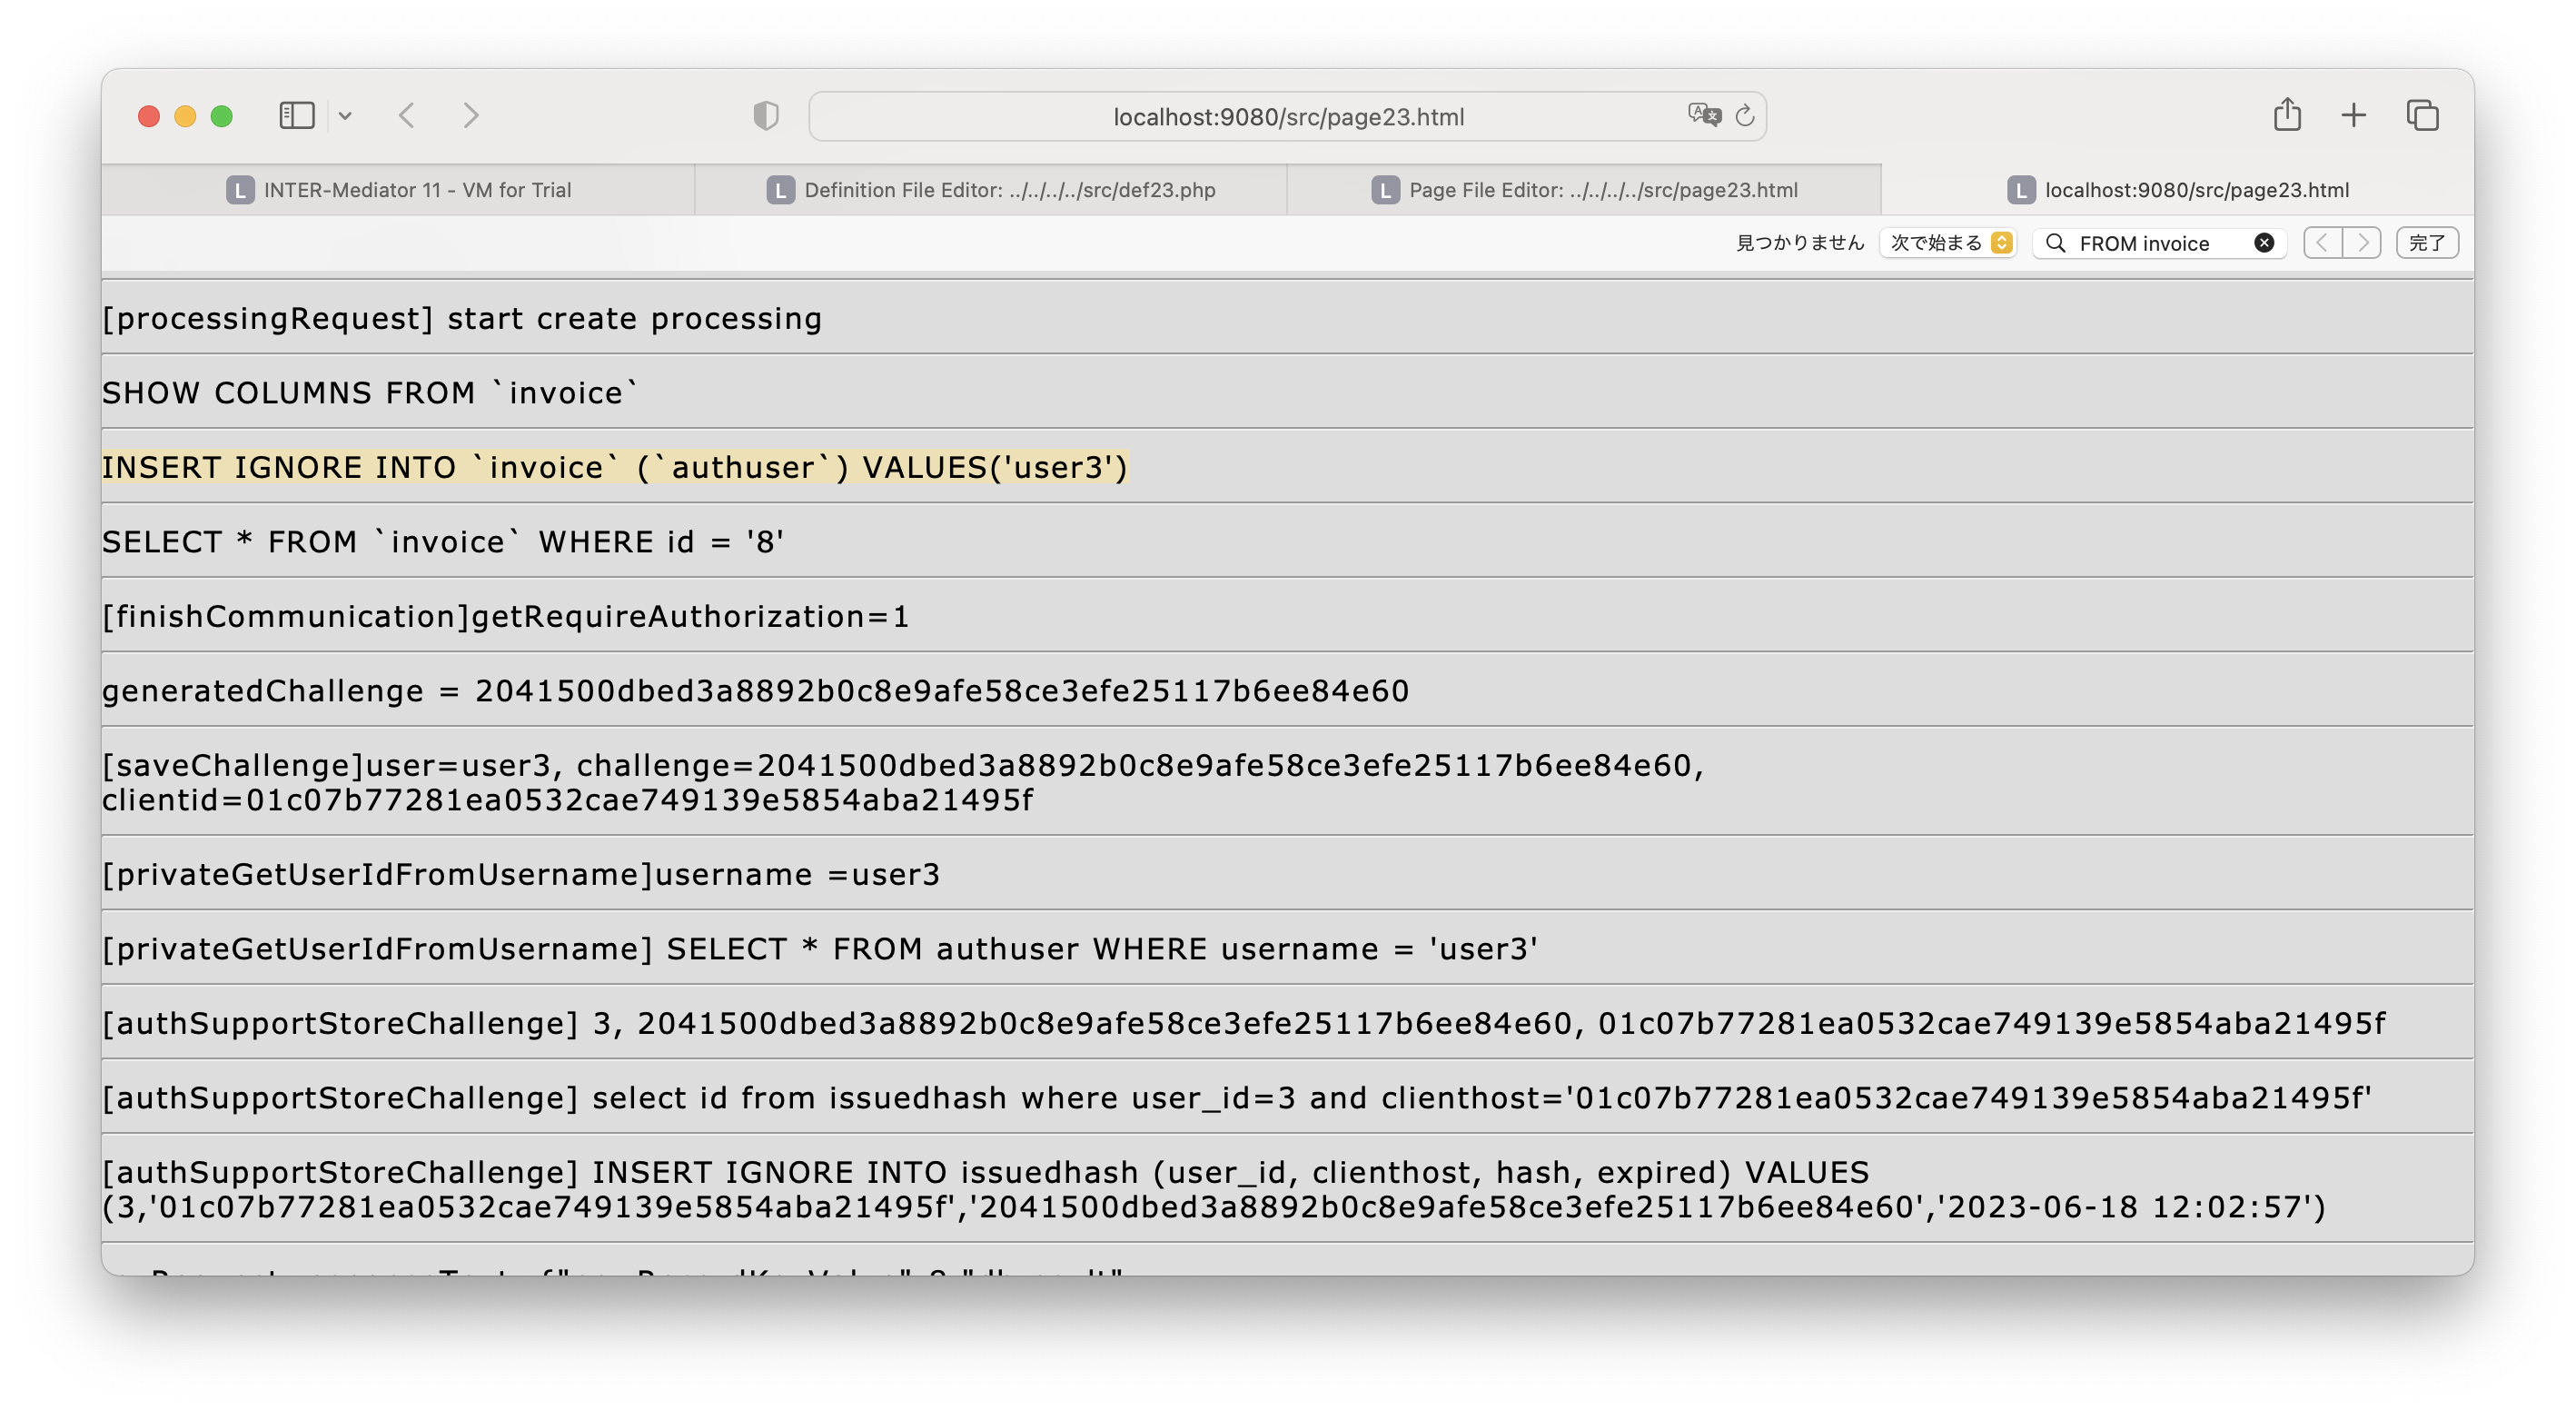 localhost:9080/src/page23.html
L INTER-Mediator 11 - VM for Trial
L Definition File Editor: ../../../../src/def23.php
L Page File Editor: ../../../../src/page23.html
L localhost:9080/src/page23.html
見つかりません 次で始まる FROM invoice 完了
[processingRequest] start create processing
SHOW COLUMNS FROM `invoice`
INSERT IGNORE INTO `invoice` (`authuser`) VALUES('user3')
SELECT * FROM `invoice` WHERE id = '8'
[finishCommunication]getRequireAuthorization=1
generatedChallenge = 2041500dbed3a8892b0c8e9afe58ce3efe25117b6ee84e60
[saveChallenge]user=user3, challenge=2041500dbed3a8892b0c8e9afe58ce3efe25117b6ee84e60,
clientid=01c07b77281ea0532cae749139e5854aba21495f
[privateGetUserIdFromUsername]username =user3
[privateGetUserIdFromUsername] SELECT * FROM authuser WHERE username = 'user3'
[authSupportStoreChallenge] 3, 2041500dbed3a8892b0c8e9afe58ce3efe25117b6ee84e60, 01c07b77281ea0532cae749139e5854aba21495f
[authSupportStoreChallenge] select id from issuedhash where user_id=3 and clienthost='01c07b77281ea0532cae749139e5854aba21495f'
[authSupportStoreChallenge] INSERT IGNORE INTO issuedhash (user_id, clienthost, hash, expired) VALUES
(3,'01c07b77281ea0532cae749139e5854aba21495f','2041500dbed3a8892b0c8e9afe58ce3efe25117b6ee84e60','2023-06-18 12:02:57')